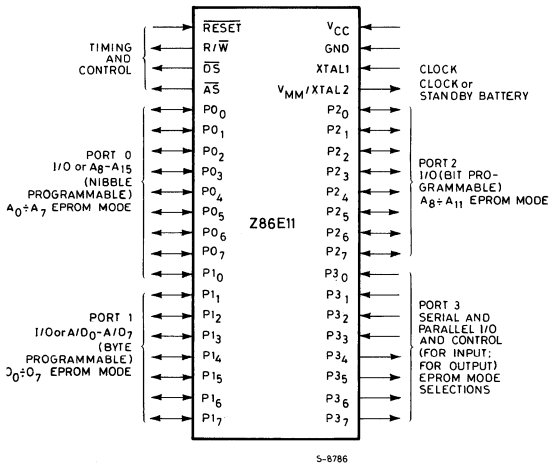 TIMING
AND
CONTROL
PORT 0
I/O or A8-A15
(NIBBLE
PROGRAMMABLE)
A0÷A7 EPROM MODE
PORT 1
I/O or A/D0-A/D7
(BYTE
PROGRAMMABLE)
D0÷D7 EPROM MODE
RESET
R/W
DS
AS
P00
P01
P02
P03
P04
P05
P06
P07
P10
P11
P12
P13
P14
P15
P16
P17
Z86E11
VCC
GND
XTAL1
VMM/XTAL2
P20
P21
P22
P23
P24
P25
P26
P27
P30
P31
P32
P33
P34
P35
P36
P37
CLOCK
CLOCK or
STANDBY BATTERY
PORT 2
I/O (BIT PRO-
GRAMMABLE)
A8÷A11 EPROM MODE
PORT 3
SERIAL AND
PARALLEL I/O
AND CONTROL
(FOR INPUT;
FOR OUTPUT)
EPROM MODE
SELECTIONS
S-8786